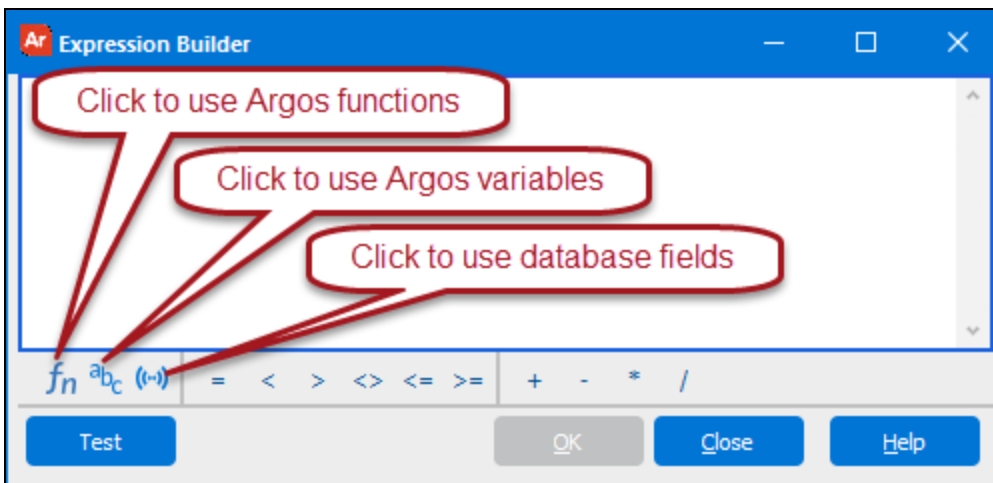 Ar Expression Builder
Click to use Argos functions
Click to use Argos variables
Click to use database fields
fn abc = < > <> <= >= + - * /
Test OK Close Help